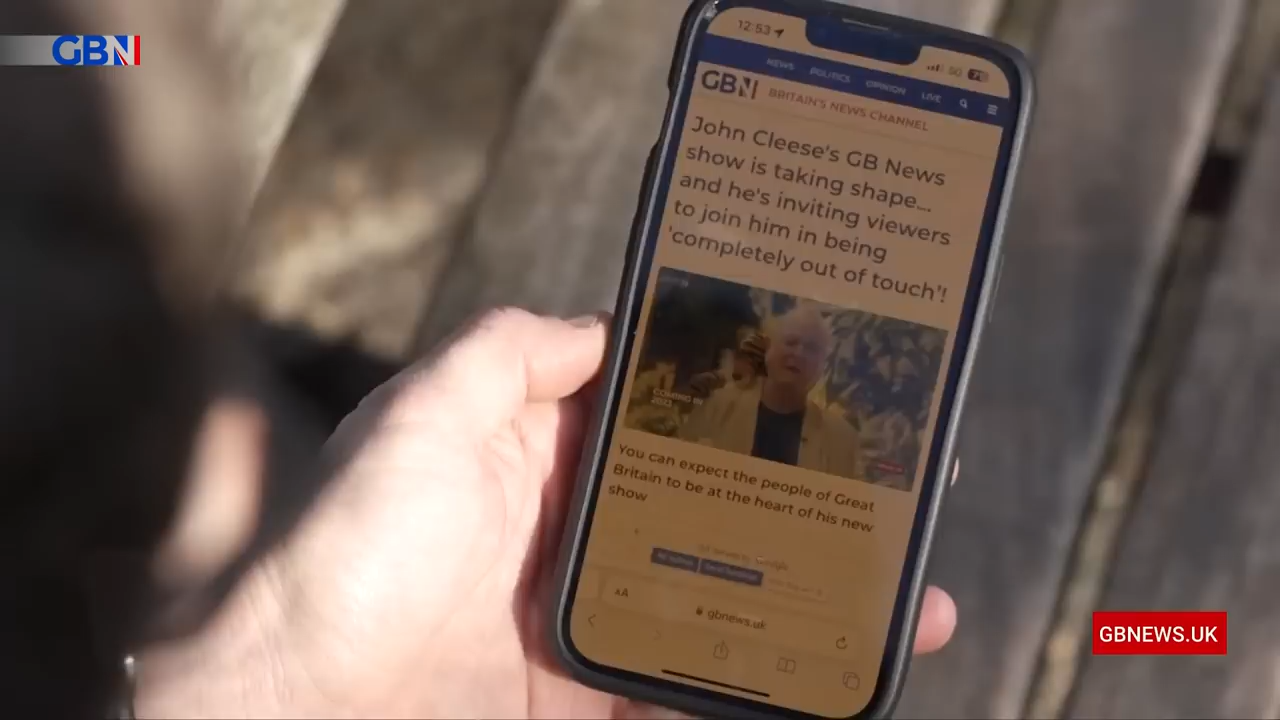 GBN
12:53
5G 7
NEWS POLITICS OPINION LIVE
GBN BRITAIN'S NEWS CHANNEL
John Cleese's GB News
show is taking shape...
and he's inviting viewers
to join him in being
'completely out of touch'!
COMING IN
2023
You can expect the people of Great
Britain to be at the heart of his new
show
AA
gbnews.uk
GBNEWS.UK